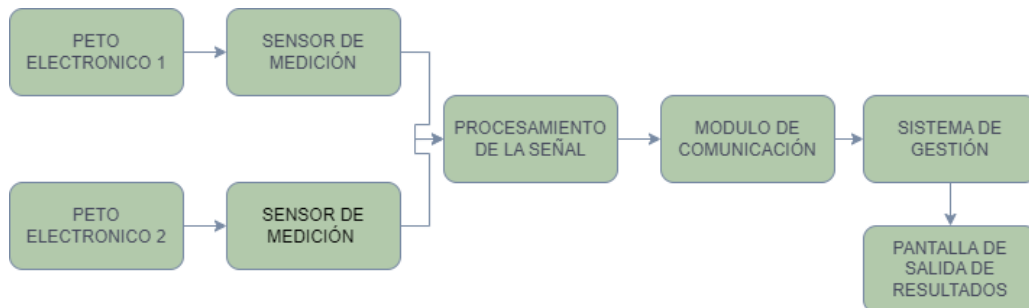 PETO
ELECTRONICO 1
SENSOR DE
MEDICIÓN
PROCESAMIENTO
DE LA SEÑAL
MODULO DE
COMUNICACIÓN
SISTEMA DE
GESTIÓN
PETO
ELECTRONICO 2
SENSOR DE
MEDICIÓN
PANTALLA DE
SALIDA DE
RESULTADOS